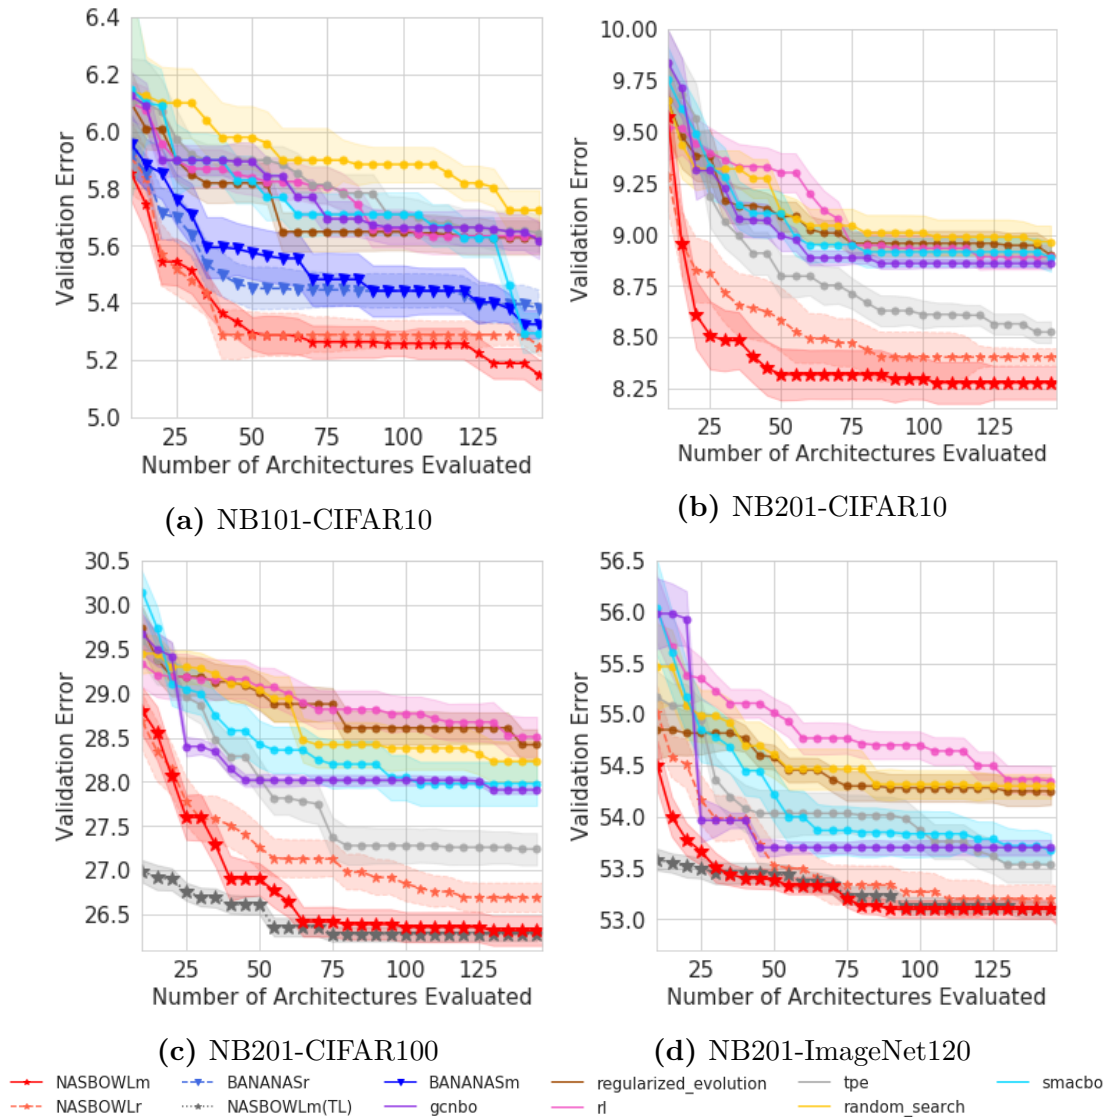 6.4
6.2
6.0
5.8
5.6
5.4
5.2
5.0
Validation Error
25 50 75 100 125
Number of Architectures Evaluated
(a) NB101-CIFAR10
10.00
9.75
9.50
9.25
9.00
8.75
8.50
8.25
Validation Error
25 50 75 100 125
Number of Architectures Evaluated
(b) NB201-CIFAR10
30.5
30.0
29.5
29.0
28.5
28.0
27.5
27.0
26.5
Validation Error
25 50 75 100 125
Number of Architectures Evaluated
(c) NB201-CIFAR100
56.5
56.0
55.5
55.0
54.5
54.0
53.5
53.0
Validation Error
25 50 75 100 125
Number of Architectures Evaluated
(d) NB201-ImageNet120
NASBOWLm BANANASr BANANASm regularized_evolution tpe smacbo
NASBOWLr NASBOWLm(TL) gcnbo rl random_search